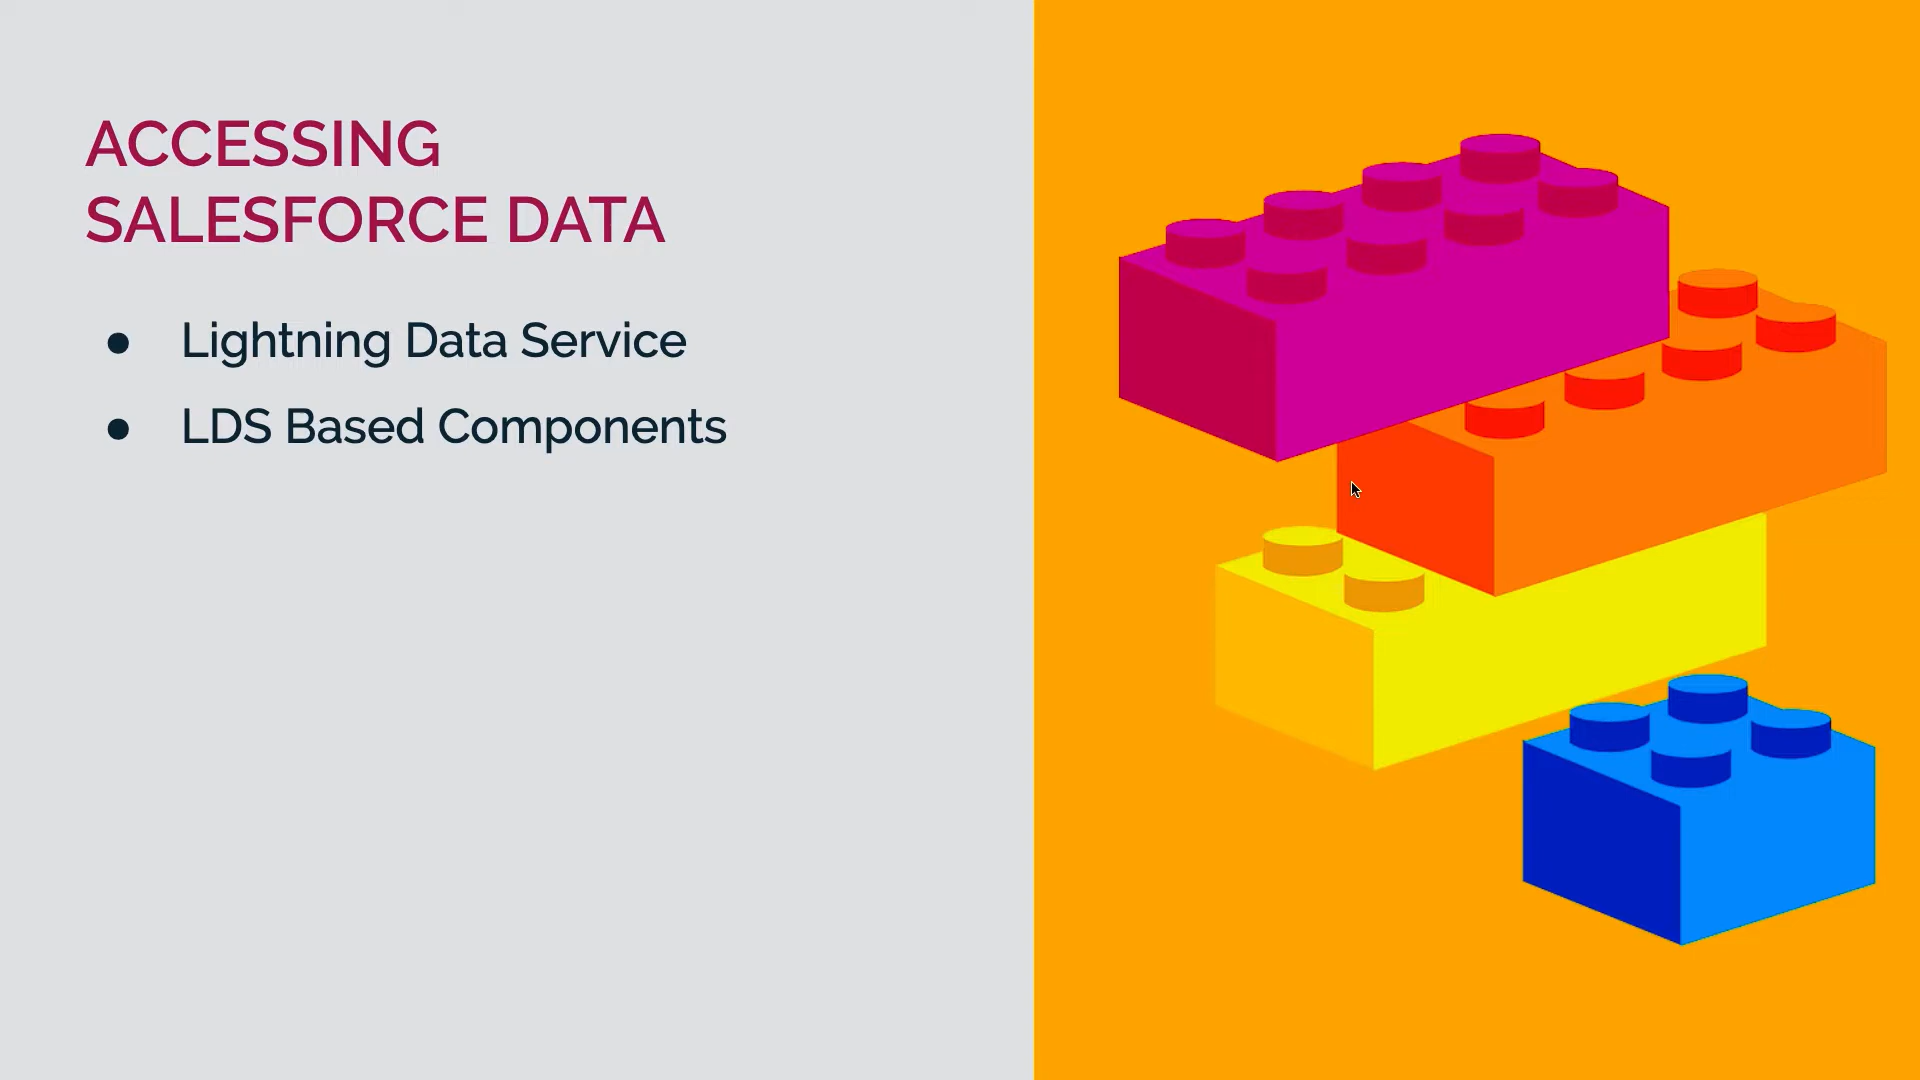 ACCESSING
SALESFORCE DATA
● Lightning Data Service
● LDS Based Components